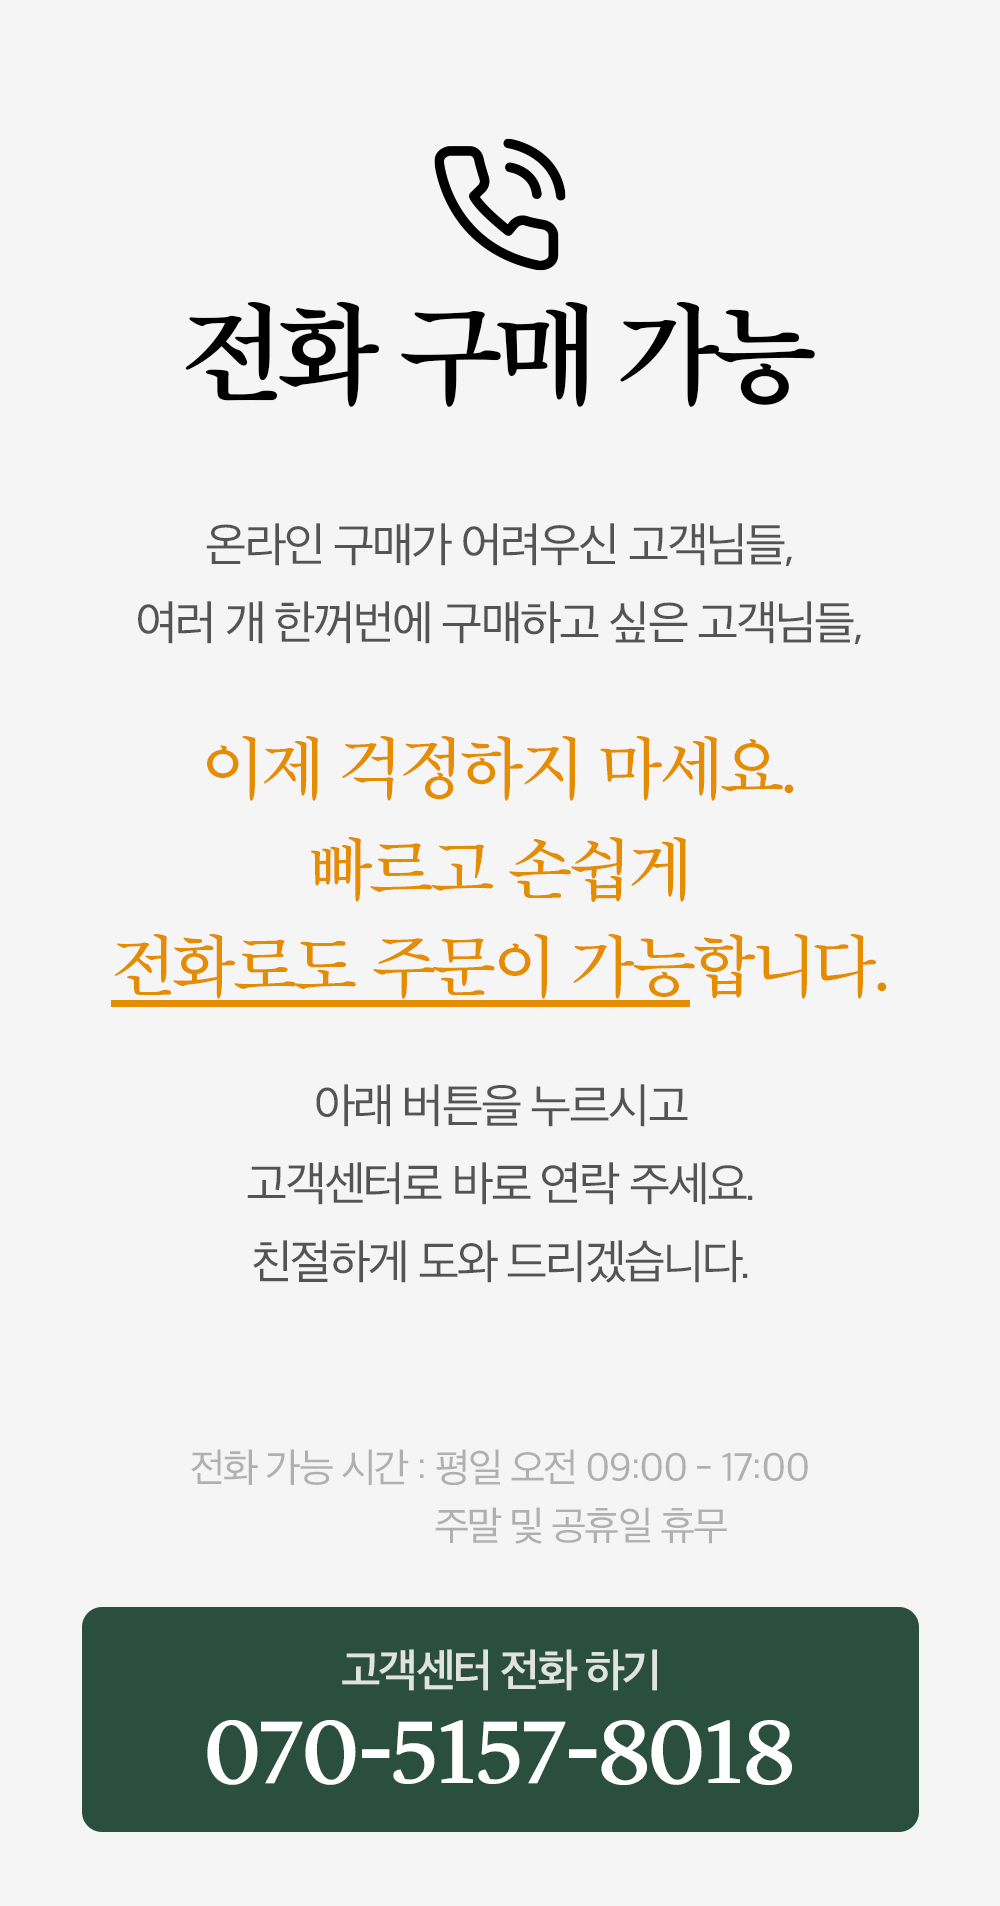 전화 구매 가능
온라인 구매가 어려우신 고객님들,
여러 개 한꺼번에 구매하고 싶은 고객님들,
이제 걱정하지 마세요.
빠르고 손쉽게
전화로도 주문이 가능합니다.
아래 버튼을 누르시고
고객센터로 바로 연락 주세요.
친절하게 도와 드리겠습니다.
전화 가능 시간 : 평일 오전 09:00 - 17:00
주말 및 공휴일 휴무
고객센터 전화 하기
070-5157-8018